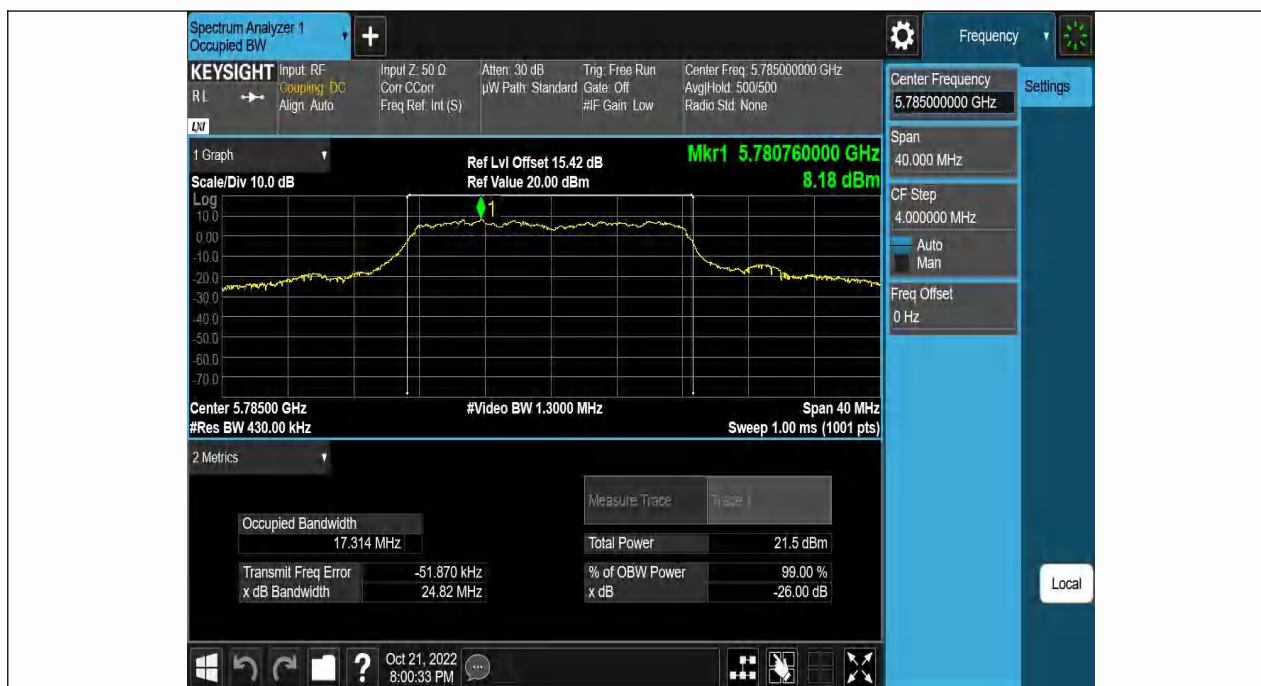 Spectrum Analyzer 1
Occupied BW
+
Frequency
KEYSIGHT
RL
LXI
Input: RF
Coupling: DC
Align: Auto
Input Z: 50 Ω
Corr CCorr
Freq Ref: Int (S)
Atten: 30 dB
µW Path: Standard
Trig: Free Run
Gate: Off
#IF Gain: Low
Center Freq: 5.785000000 GHz
Avg|Hold: 500/500
Radio Std: None
Center Frequency
5.785000000 GHz
Settings
Span
40.000 MHz
CF Step
4.000000 MHz
Auto
Man
Freq Offset
0 Hz
Local
1 Graph
Scale/Div 10.0 dB
Ref Lvl Offset 15.42 dB
Ref Value 20.00 dBm
Mkr1 5.780760000 GHz
8.18 dBm
Log
10.0
0.00
-10.0
-20.0
-30.0
-40.0
-50.0
-60.0
-70.0
1
Center 5.78500 GHz
#Res BW 430.00 kHz
#Video BW 1.3000 MHz
Span 40 MHz
Sweep 1.00 ms (1001 pts)
2 Metrics
Measure Trace Trace 1
Occupied Bandwidth
17.314 MHz
Total Power 21.5 dBm
Transmit Freq Error -51.870 kHz
% of OBW Power 99.00 %
x dB Bandwidth 24.82 MHz
x dB -26.00 dB
?
Oct 21, 2022
8:00:33 PM